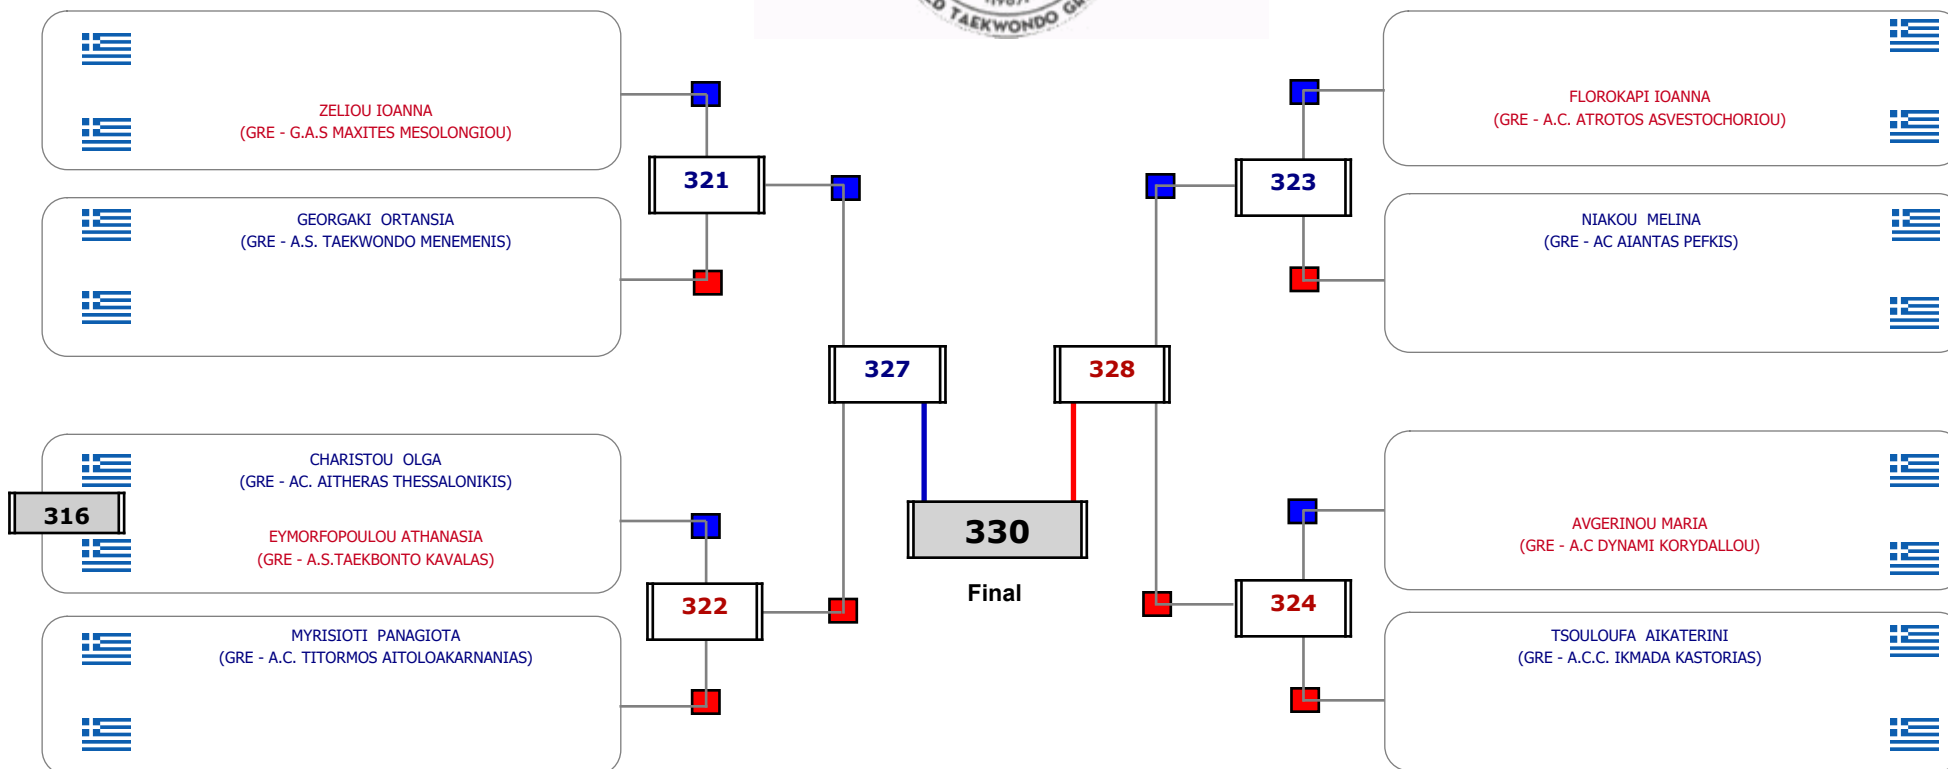 TAEKWONDO
ZELIOU IOANNA
(GRE - G.A.S MAXITES MESOLONGIOU)
GEORGAKI  ORTANSIA
(GRE - A.S. TAEKWONDO MENEMENIS)
321
327
316
CHARISTOU  OLGA
(GRE - AC. AITHERAS THESSALONIKIS)
EYMORFOPOULOU ATHANASIA
(GRE - A.S.TAEKBONTO KAVALAS)
322
MYRISIOTI  PANAGIOTA
(GRE - A.C. TITORMOS AITOLOAKARNANIAS)
330
Final
FLOROKAPI IOANNA
(GRE - A.C. ATROTOS ASVESTOCHORIOU)
323
NIAKOU  MELINA
(GRE - AC AIANTAS PEFKIS)
328
AVGERINOU MARIA
(GRE - A.C DYNAMI KORYDALLOU)
324
TSOULOUFA  AIKATERINI
(GRE - A.C.C. IKMADA KASTORIAS)